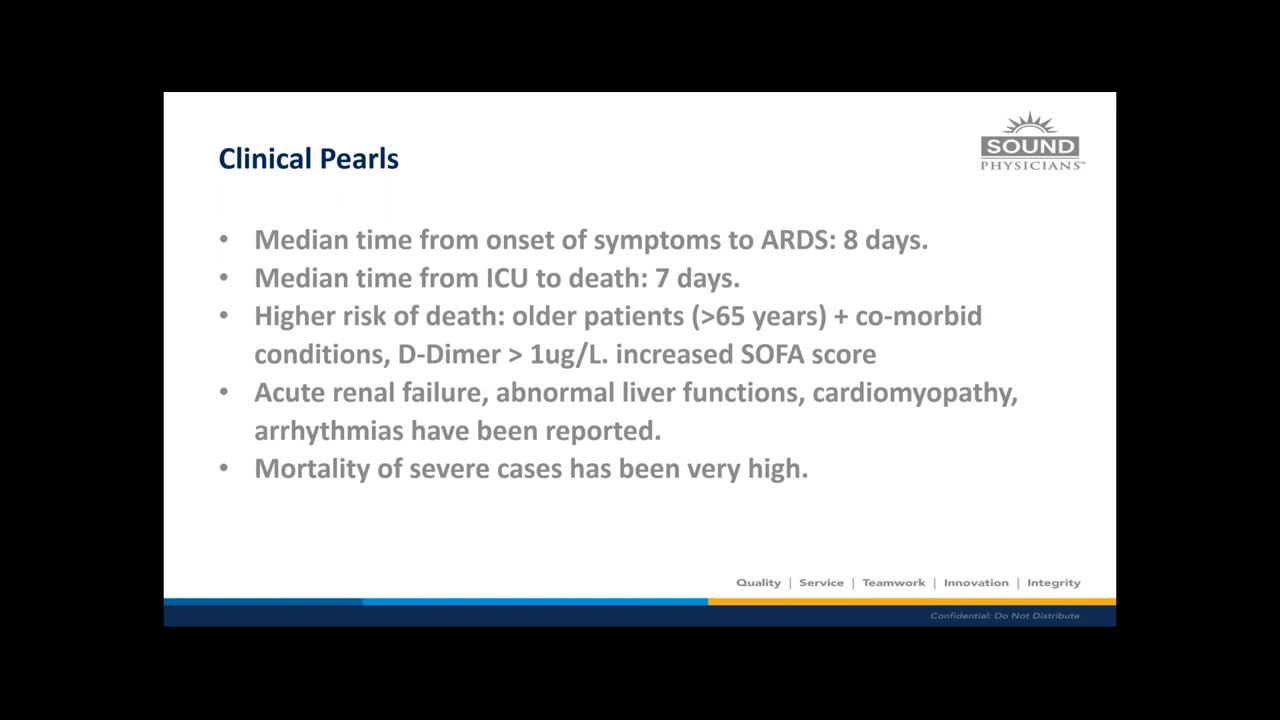 SOUND
PHYSICIANS™
Clinical Pearls
• Median time from onset of symptoms to ARDS: 8 days.
• Median time from ICU to death: 7 days.
• Higher risk of death: older patients (>65 years) + co-morbid
conditions, D-Dimer > 1ug/L. increased SOFA score
• Acute renal failure, abnormal liver functions, cardiomyopathy,
arrhythmias have been reported.
• Mortality of severe cases has been very high.
Quality | Service | Teamwork | Innovation | Integrity
Confidential: Do Not Distribute